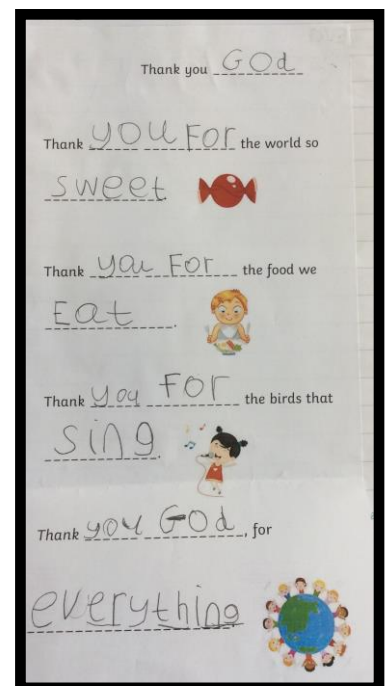 Thank you GOd
Thank yOU FOr the world so
sweet
Thank you For the food we
Eat.
Thank you FOr the birds that
sing.
Thank you GOd, for
everything.